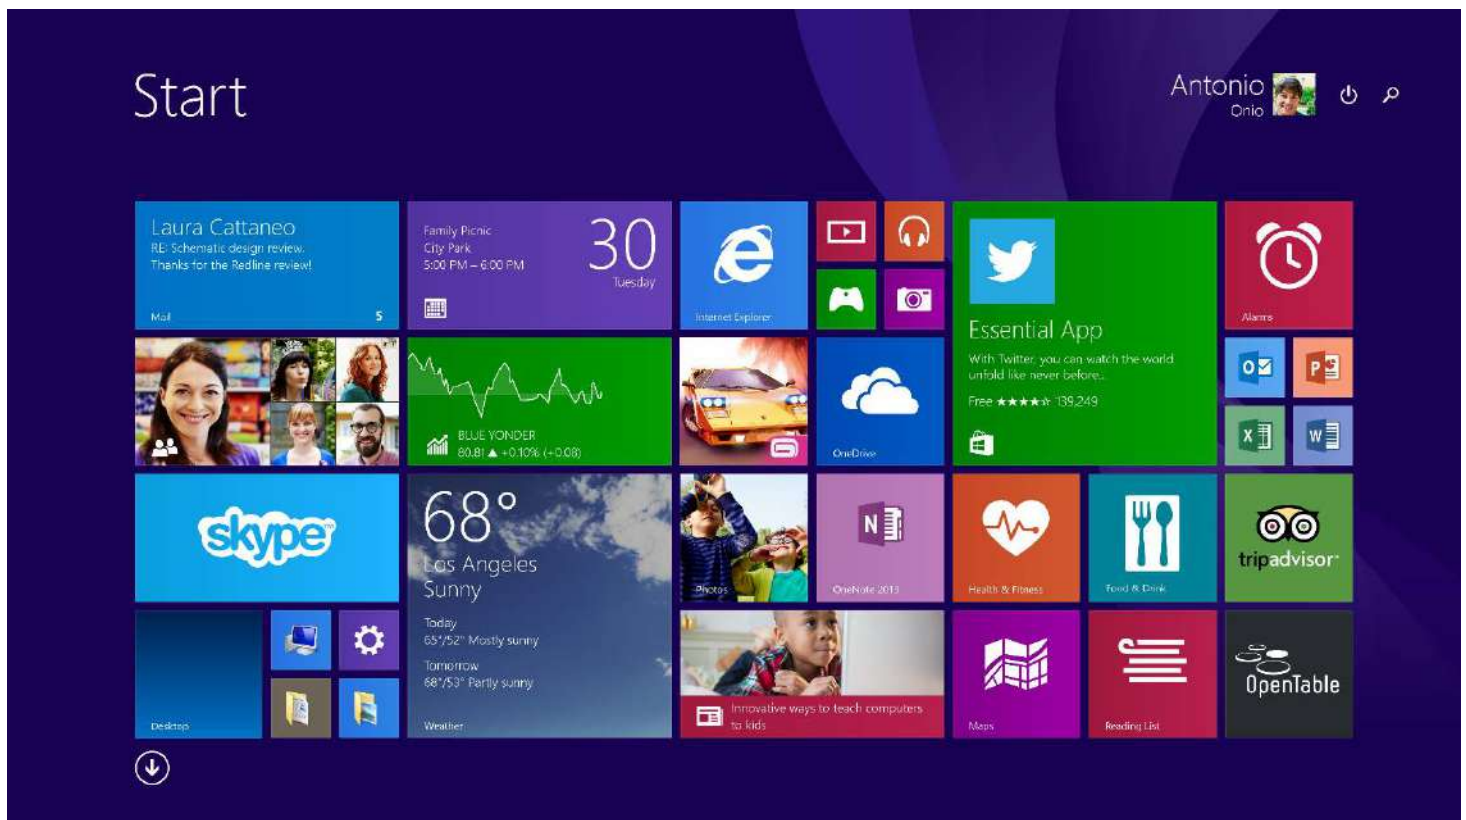 Start
Antonio
Onio
Laura Cattaneo
RE: Schematic design review.
Thanks for the Redline review!
Mail
5
Family Picnic
City Park
5:00 PM – 6:00 PM
30
Tuesday
Internet Explorer
Essential App
With Twitter, you can watch the world
unfold like never before...
Free ★★★★☆ 139,249
Alarms
BLUE YONDER
80.81 ▲ +0.10% (+0.08)
OneDrive
O
P
X
W
skype
TM
68°
Los Angeles
Sunny
Today
65°/52° Mostly sunny
Tomorrow
68°/53° Partly sunny
Weather
Photos
N
OneNote 2013
Health & Fitness
Food & Drink
tripadvisor
Desktop
Innovative ways to teach computers
to kids
Maps
Reading List
OpenTable